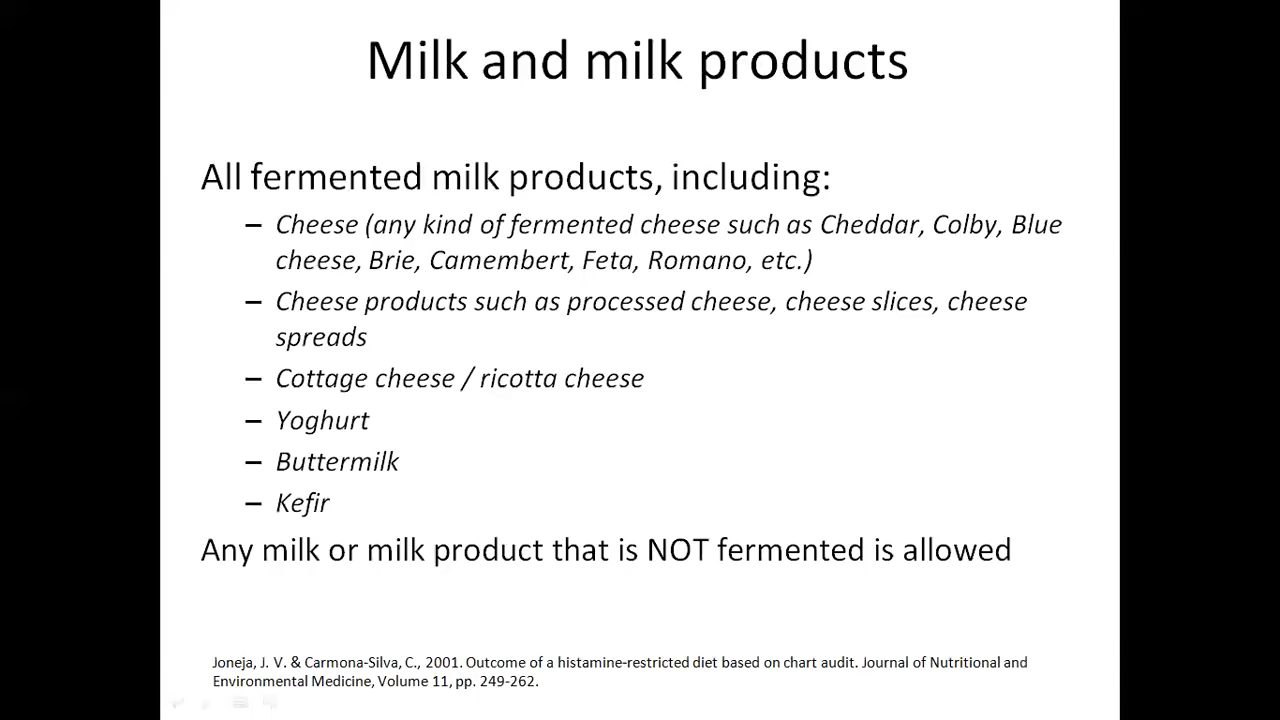 Milk and milk products
All fermented milk products, including:
– Cheese (any kind of fermented cheese such as Cheddar, Colby, Blue
cheese, Brie, Camembert, Feta, Romano, etc.)
– Cheese products such as processed cheese, cheese slices, cheese
spreads
– Cottage cheese / ricotta cheese
– Yoghurt
– Buttermilk
– Kefir
Any milk or milk product that is NOT fermented is allowed
Joneja, J. V. & Carmona-Silva, C., 2001. Outcome of a histamine-restricted diet based on chart audit. Journal of Nutritional and
Environmental Medicine, Volume 11, pp. 249-262.